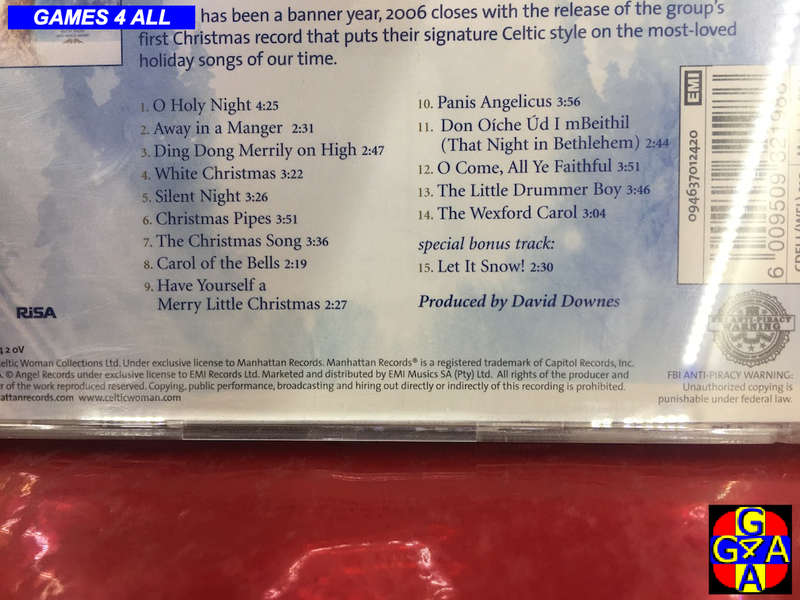 GAMES 4 ALL
has been a banner year, 2006 closes with the release of the group's
first Christmas record that puts their signature Celtic style on the most-loved
holiday songs of our time.
1. O Holy Night 4:25
2. Away in a Manger 2:31
3. Ding Dong Merrily on High 2:47
4. White Christmas 3:22
5. Silent Night 3:26
6. Christmas Pipes 3:51
7. The Christmas Song 3:36
8. Carol of the Bells 2:19
9. Have Yourself a
Merry Little Christmas 2:27
10. Panis Angelicus 3:56
11. Don Oíche Úd I mBeithil
(That Night in Bethlehem) 2:44
12. O Come, All Ye Faithful 3:51
13. The Little Drummer Boy 3:46
14. The Wexford Carol 3:04
special bonus track:
15. Let It Snow! 2:30
Produced by David Downes
EMI
094637012420
RiSA
ANTI-PIRACY
WARNING
FBI ANTI-PIRACY WARNING:
Unauthorized copying is
punishable under federal law.
2 0V
eltic Woman Collections Ltd. Under exclusive license to Manhattan Records. Manhattan Records® is a registered trademark of Capitol Records, Inc.
. © Angel Records under exclusive license to EMI Records Ltd. Marketed and distributed by EMI Musics SA (Pty) Ltd. All rights of the producer and
r of the work reproduced reserved. Copying, public performance, broadcasting and hiring out directly or indirectly of this recording is prohibited.
attanrecords.com www.celticwoman.com
G
G4A
A